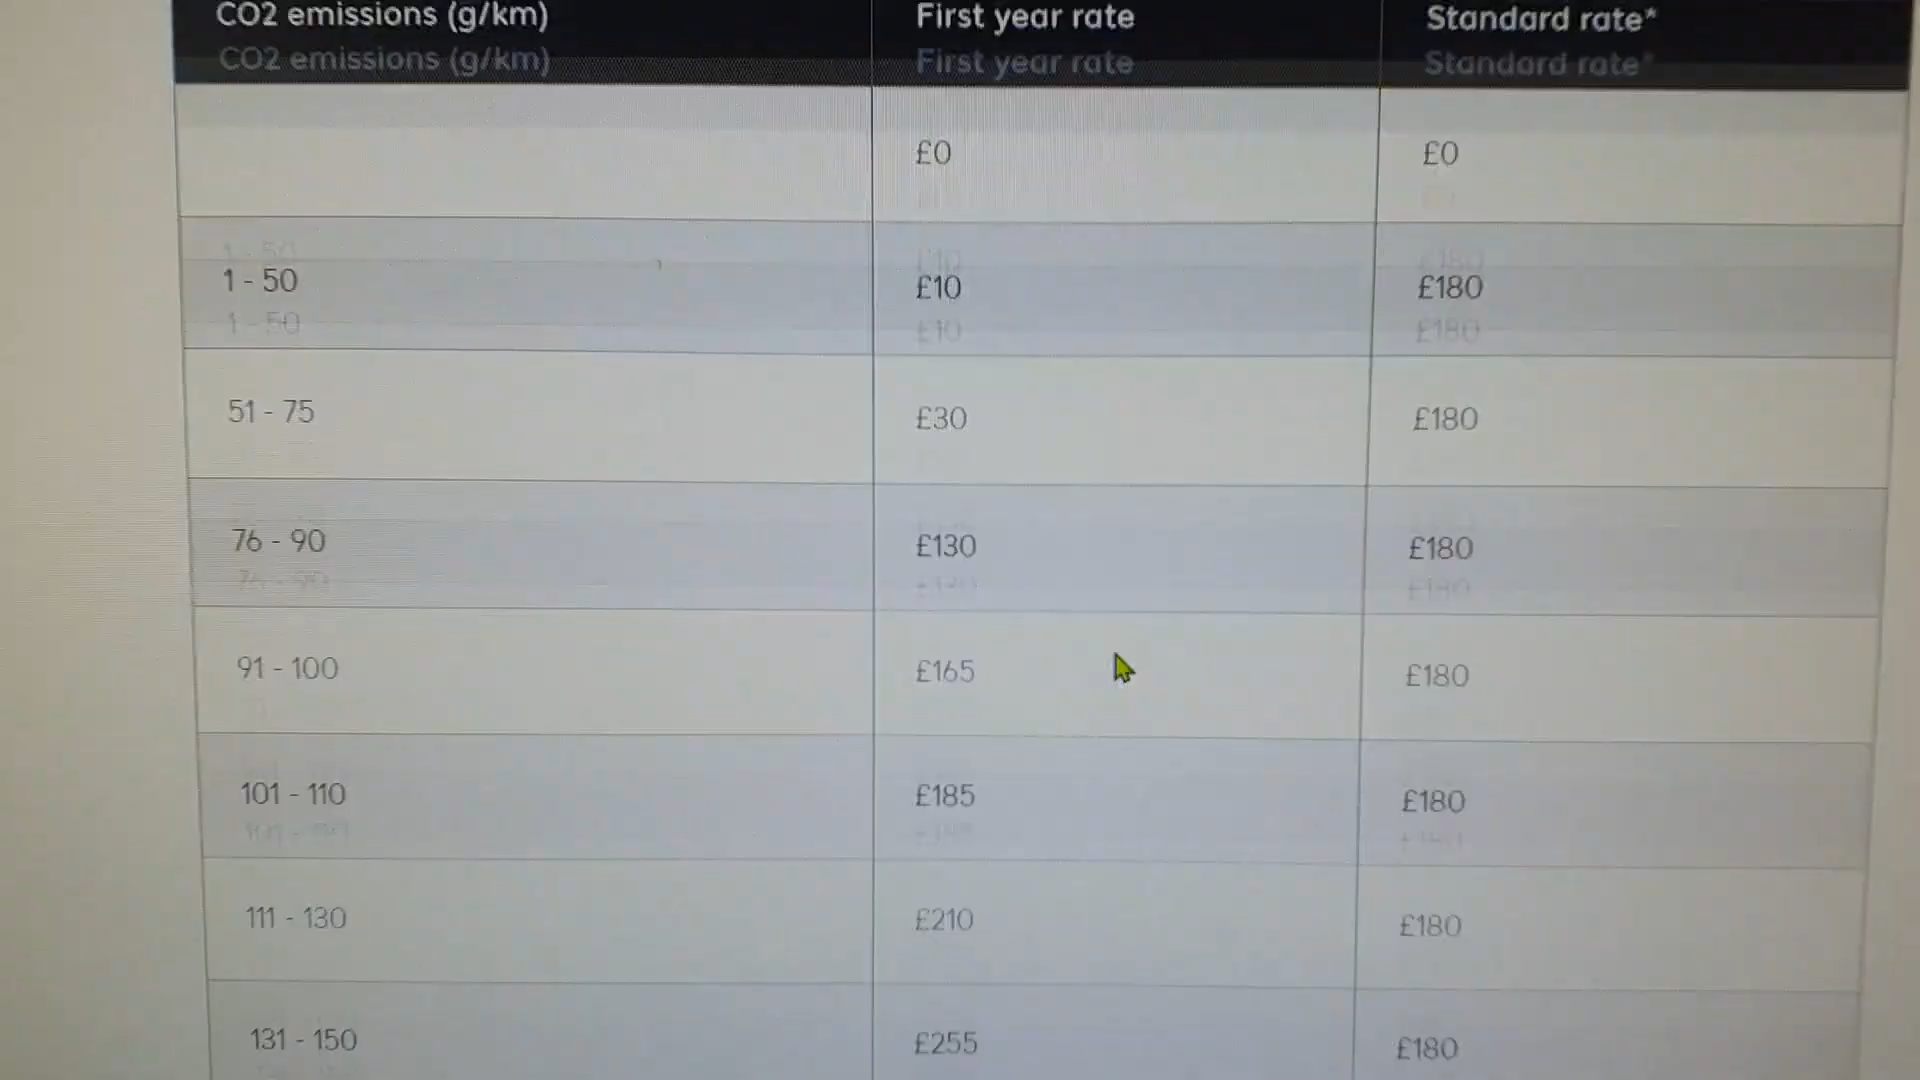 CO2 emissions (g/km) First year rate Standard rate*
£0 £0
1 - 50 £10 £180
51 - 75 £30 £180
76 - 90 £130 £180
91 - 100 £165 £180
101 - 110 £185 £180
111 - 130 £210 £180
131 - 150 £255 £180